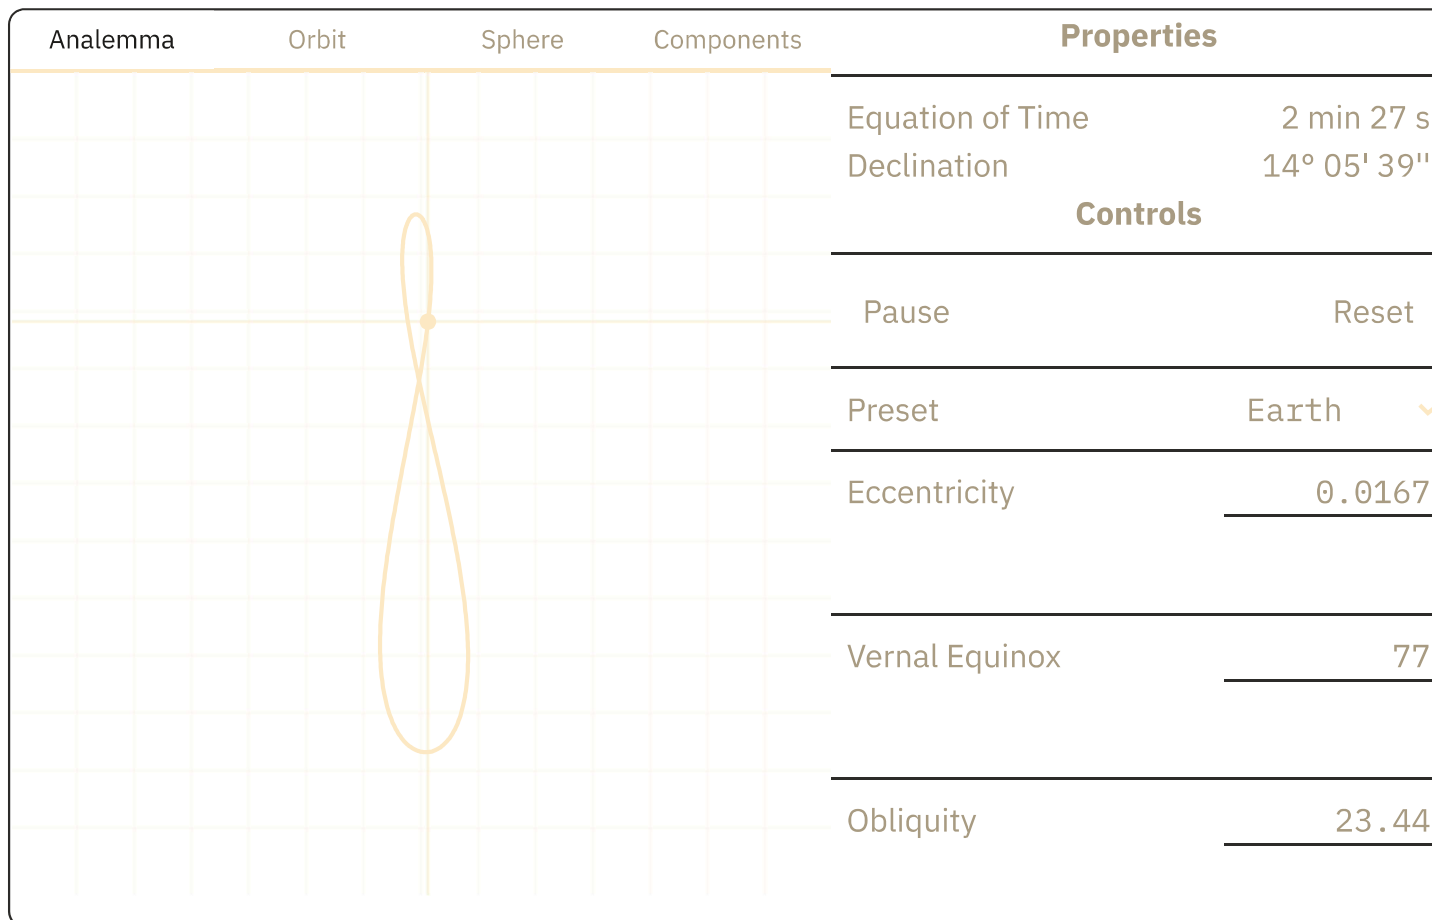 Analemma Orbit Sphere Components
Properties
Equation of Time 2 min 27 s
Declination 14° 05' 39"
Controls
Pause Reset
Preset Earth
Eccentricity 0.0167
Vernal Equinox 77
Obliquity 23.44